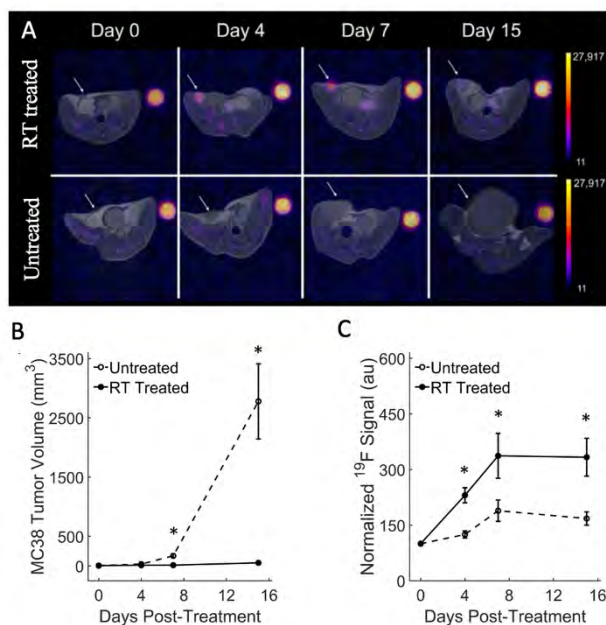 A
Day 0 Day 4 Day 7 Day 15
RT treated
27,917
11
Untreated
27,917
11
B
MC38 Tumor Volume (mm³)
3500
2500
1500
500
0
Untreated
RT Treated
*
*
0 4 8 12 16
Days Post-Treatment
C
Normalized ¹⁹F Signal (au)
600
450
300
150
0
Untreated
RT Treated
*
*
*
0 4 8 12 16
Days Post-Treatment